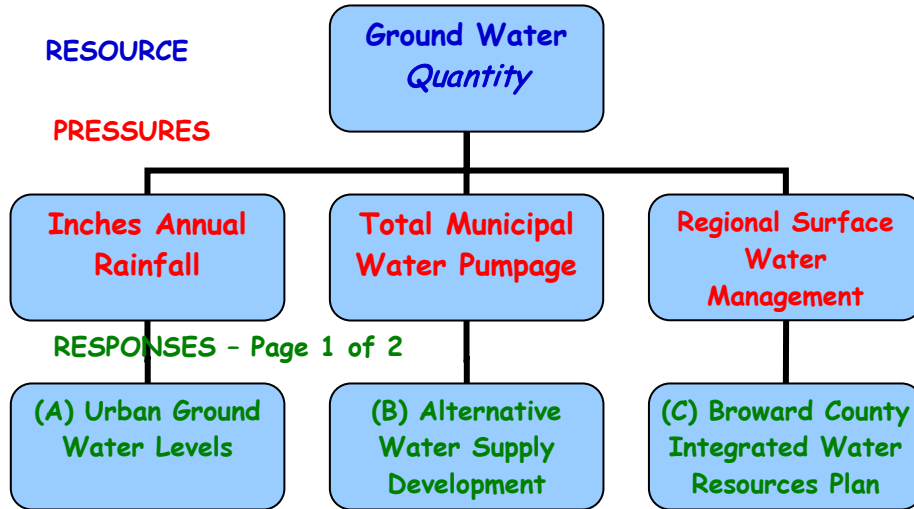 RESOURCE
Ground Water
Quantity
PRESSURES
Inches Annual
Rainfall
Total Municipal
Water Pumpage
Regional Surface
Water
Management
RESPONSES – Page 1 of 2
(A) Urban Ground
Water Levels
(B) Alternative
Water Supply
Development
(C) Broward County
Integrated Water
Resources Plan